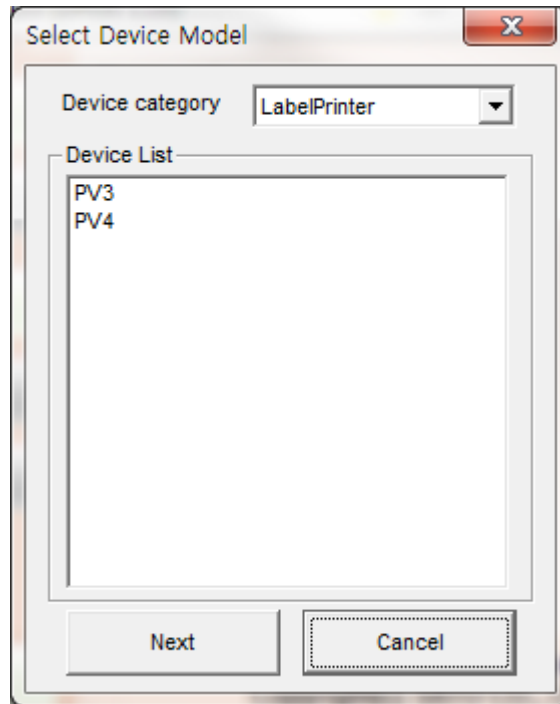 Select Device Model
Device category LabelPrinter
Device List
PV3
PV4
Next Cancel